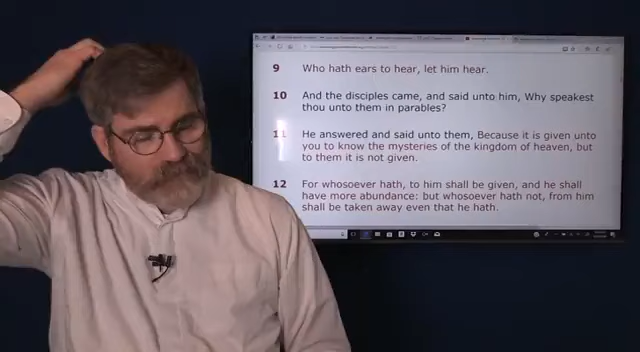 9 Who hath ears to hear, let him hear.
10 And the disciples came, and said unto him, Why speakest
thou unto them in parables?
11 He answered and said unto them, Because it is given unto
you to know the mysteries of the kingdom of heaven, but
to them it is not given.
12 For whosoever hath, to him shall be given, and he shall
have more abundance: but whosoever hath not, from him
shall be taken away even that he hath.